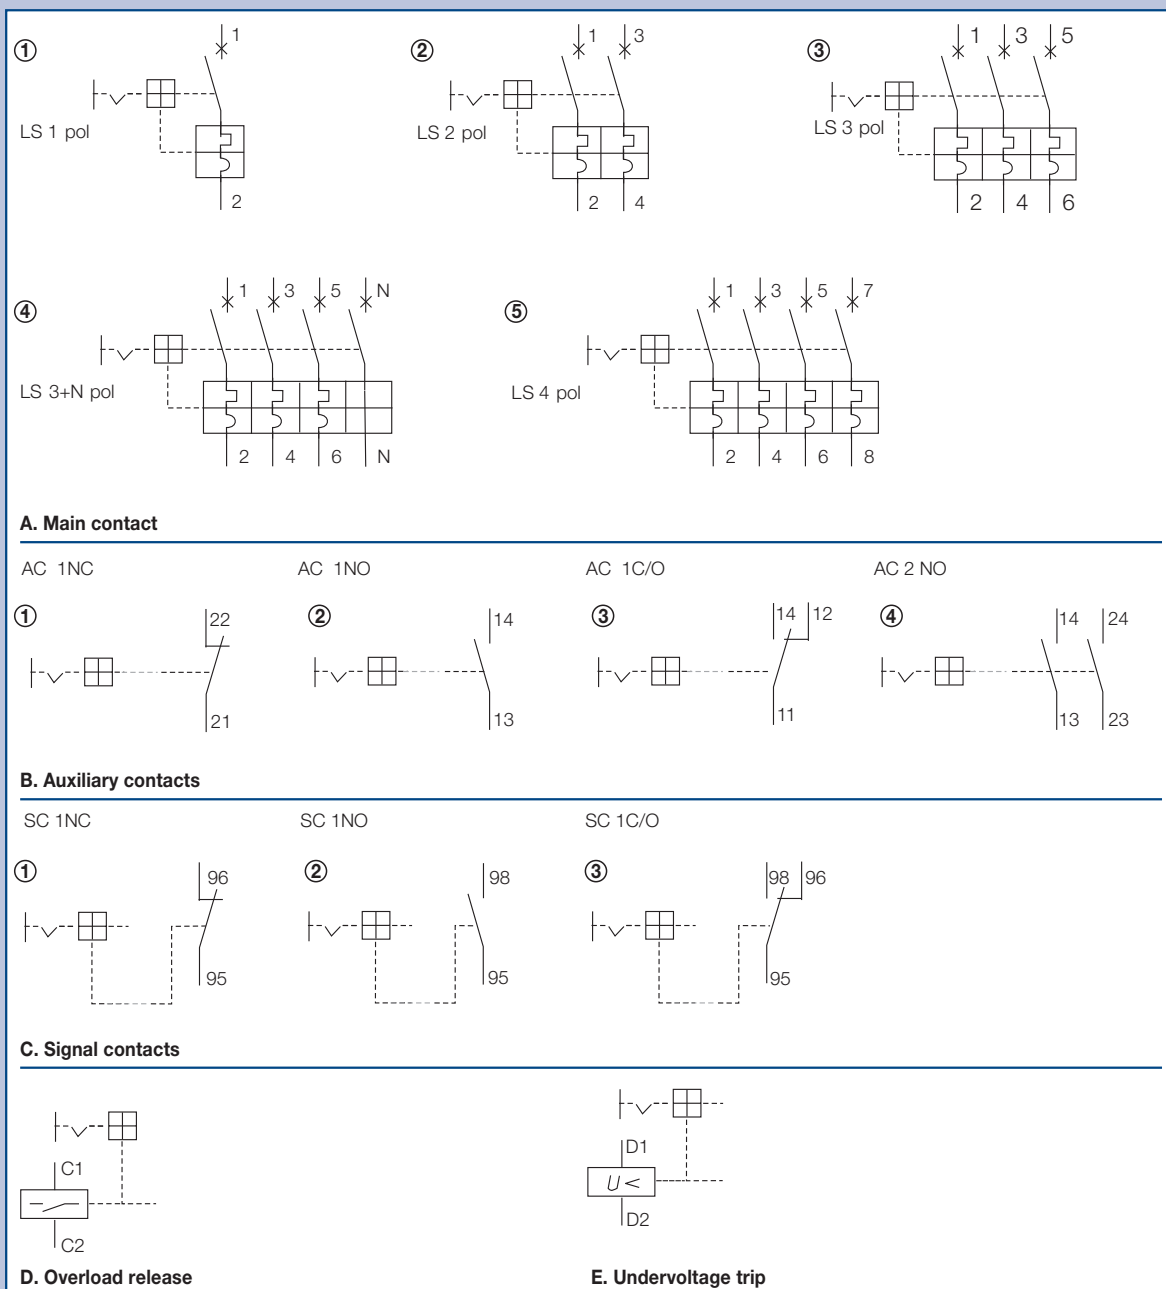 ① 1 ② 1 3 ③ 1 3 5
LS 1 pol LS 2 pol LS 3 pol
2 2 4 2 4 6
④ 1 3 5 N ⑤ 1 3 5 7
LS 3+N pol LS 4 pol
2 4 6 N 2 4 6 8
A. Main contact
AC 1NC AC 1NO AC 1C/O AC 2 NO
① 22 ② 14 ③ 14 12 ④ 14 24
21 13 11 13 23
B. Auxiliary contacts
SC 1NC SC 1NO SC 1C/O
① 96 ② 98 ③ 98 96
95 95 95
C. Signal contacts
C1 D1
U <
C2 D2
D. Overload release E. Undervoltage trip